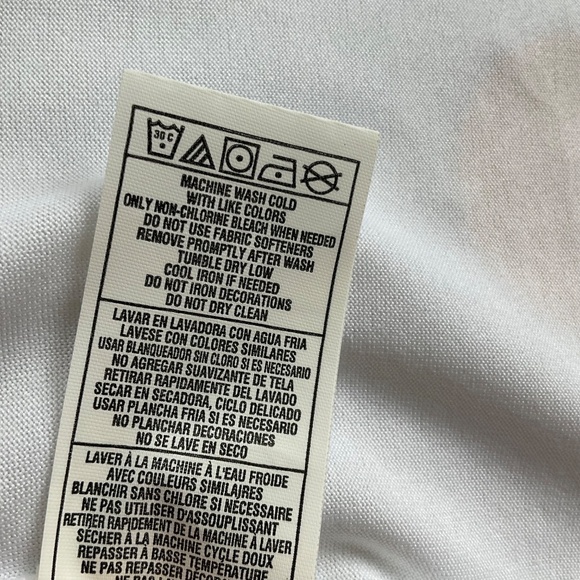 30 C
MACHINE WASH COLD
WITH LIKE COLORS
ONLY NON-CHLORINE BLEACH WHEN NEEDED
DO NOT USE FABRIC SOFTENERS
REMOVE PROMPTLY AFTER WASH
TUMBLE DRY LOW
COOL IRON IF NEEDED
DO NOT IRON DECORATIONS
DO NOT DRY CLEAN
LAVAR EN LAVADORA CON AGUA FRIA
LAVESE CON COLORES SIMILARES
USAR BLANQUEADOR SIN CLORO SI ES NECESARIO
NO AGREGAR SUAVIZANTE DE TELA
RETIRAR RAPIDAMENTE DEL LAVADO
SECAR EN SECADORA, CICLO DELICADO
USAR PLANCHA FRIA SI ES NECESARIO
NO PLANCHAR DECORACIONES
NO SE LAVE EN SECO
LAVER À LA MACHINE À L'EAU FROIDE
AVEC COULEURS SIMILAJRES
BLANCHIR SANS CHLORE SI NÉCESSAIRE
NE PAS UTILISER D'ASSOUPLISSANT
RETIRER RAPIDEMENT DE LA MACHINE À LAVER
SÉCHER À LA MACHINE CYCLE DOUX
REPASSER À BASSE TEMPÉRATURE
NE PAS REPASSER